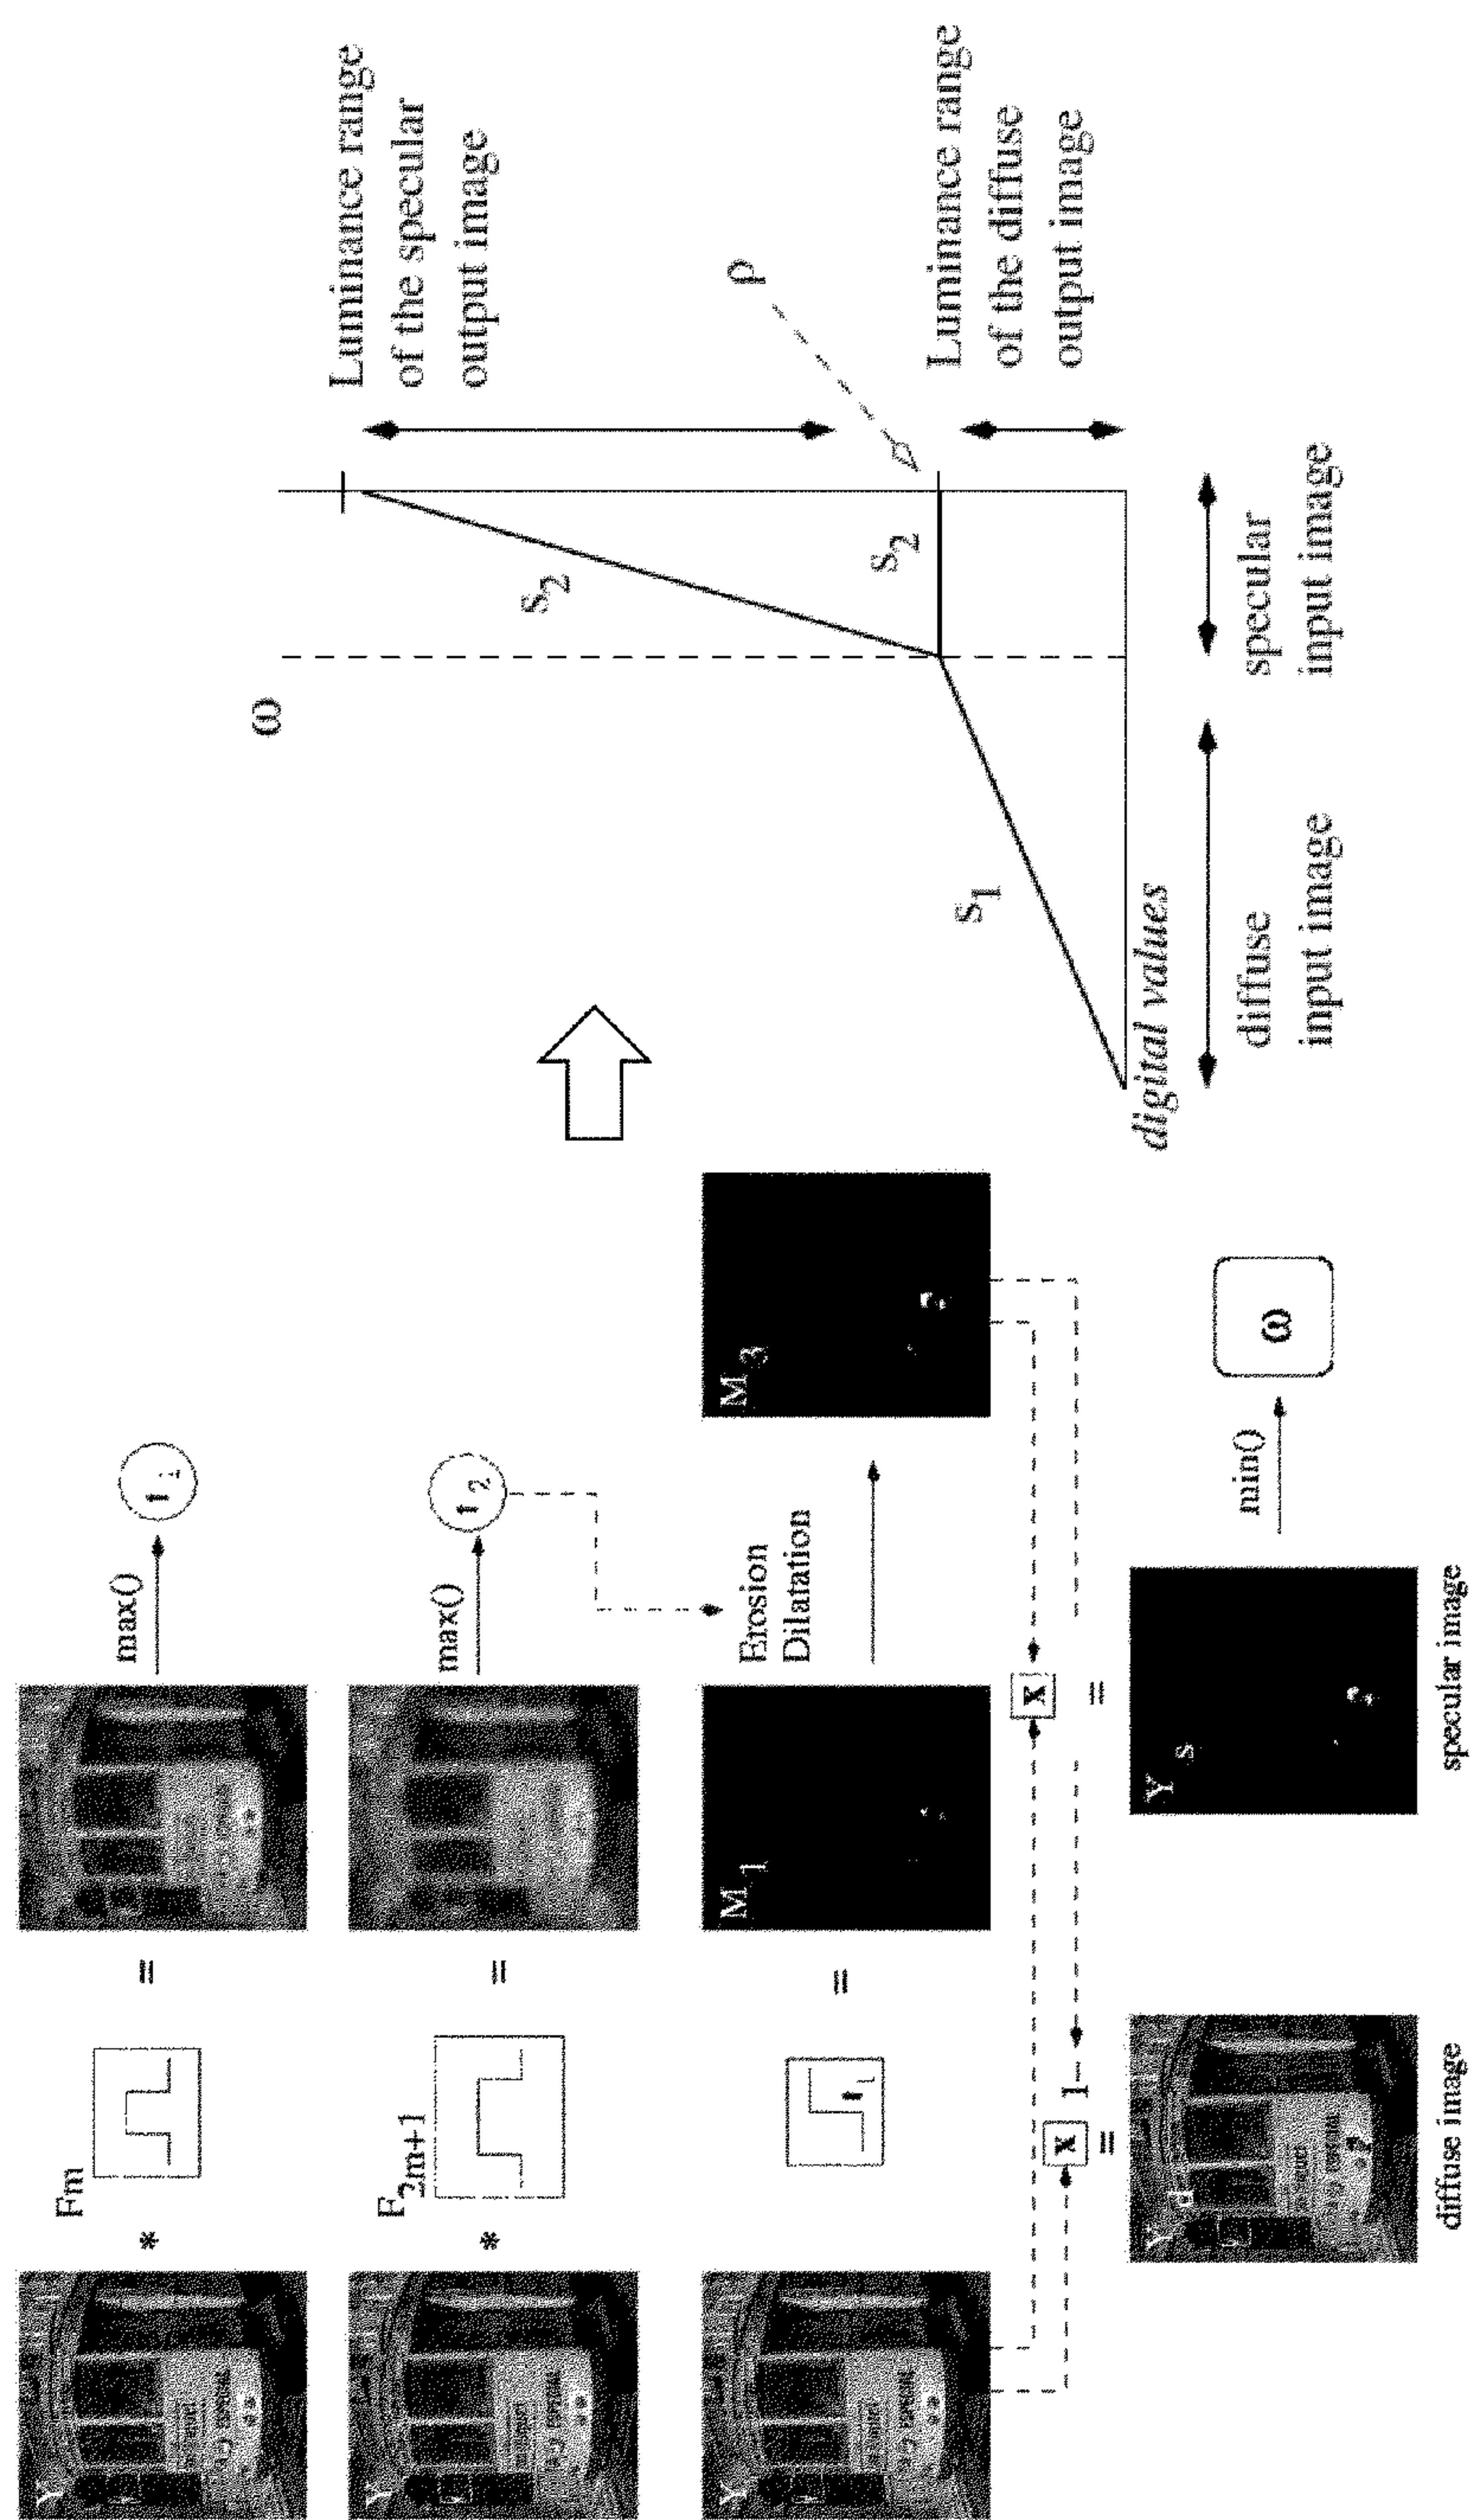 Y
*
Fm
=
max()
t1
Y
*
F2m+1
=
max()
t2
Y
t1
=
M1
Erosion
Dilatation
M3
x
1-
x
=
=
Yd
diffuse image
Ys
specular image
min()
ω
ω
s1
s2
s2
ρ
digital values
diffuse
input image
specular
input image
Luminance range
of the specular
output image
Luminance range
of the diffuse
output image